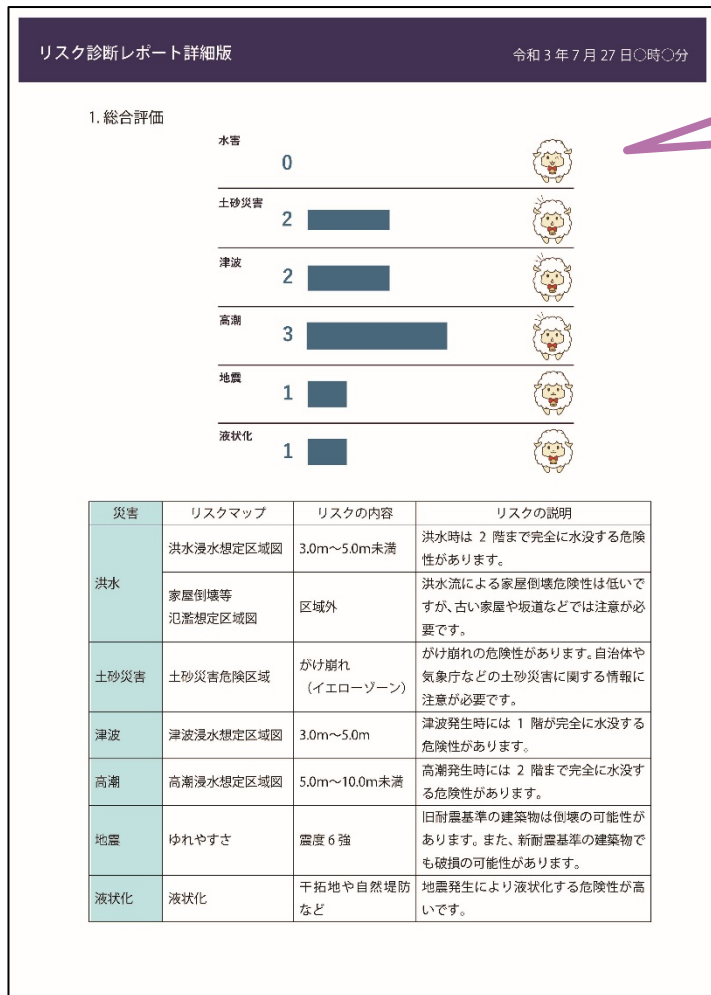 リスク診断レポート詳細版
令和3年7月27日○時○分
1. 総合評価
水害
0
土砂災害
2
津波
2
高潮
3
地震
1
液状化
1
災害 リスクマップ リスクの内容 リスクの説明
洪水
洪水浸水想定区域図 3.0m～5.0m未満
洪水時は 2 階まで完全に水没する危険
性があります。
家屋倒壊等
氾濫想定区域図
区域外
洪水流による家屋倒壊危険性は低いで
すが、古い家屋や坂道などでは注意が必
要です。
土砂災害 土砂災害危険区域
がけ崩れ
（イエローゾーン）
がけ崩れの危険性があります。自治体や
気象庁などの土砂災害に関する情報に
注意が必要です。
津波 津波浸水想定区域図 3.0m～5.0m
津波発生時には 1 階が完全に水没する
危険性があります。
高潮 高潮浸水想定区域図 5.0m～10.0m未満
高潮発生時には 2 階まで完全に水没す
る危険性があります。
地震 ゆれやすさ 震度6強
旧耐震基準の建築物は倒壊の可能性が
あります。また、新耐震基準の建築物で
も破損の可能性があります。
液状化 液状化
干拓地や自然堤防
など
地震発生により液状化する危険性が高
いです。